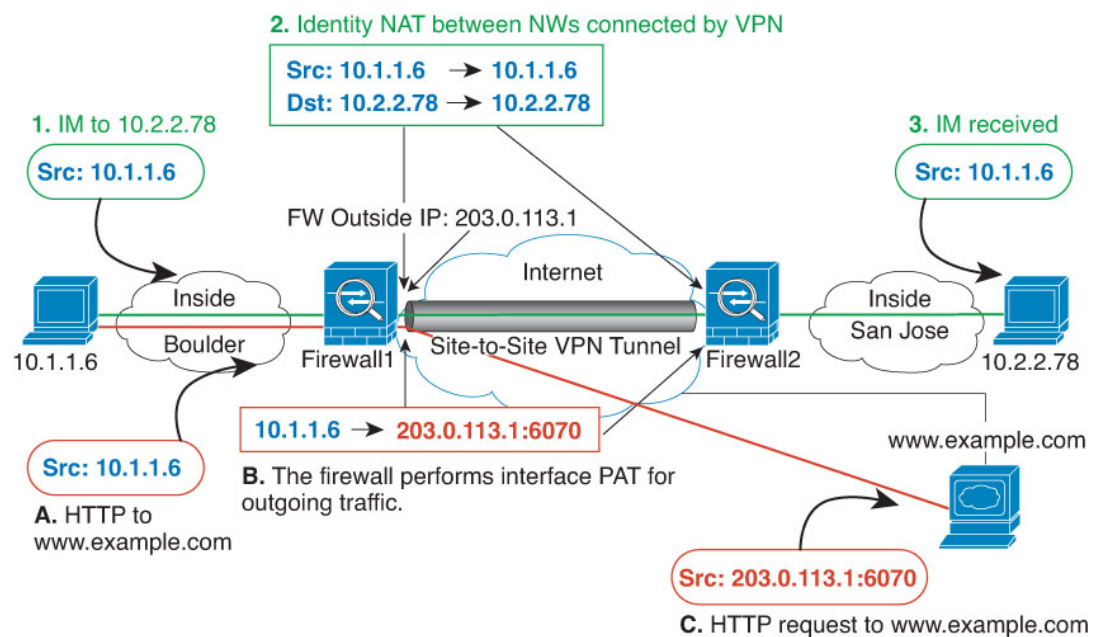 2. Identity NAT between NWs connected by VPN
Src: 10.1.1.6 → 10.1.1.6
Dst: 10.2.2.78 → 10.2.2.78
1. IM to 10.2.2.78
Src: 10.1.1.6
3. IM received
Src: 10.1.1.6
FW Outside IP: 203.0.113.1
Internet
Inside
Boulder
Inside
San Jose
10.1.1.6
Firewall1
Site-to-Site VPN Tunnel
Firewall2
10.2.2.78
10.1.1.6 → 203.0.113.1:6070
B. The firewall performs interface PAT for
outgoing traffic.
Src: 10.1.1.6
A. HTTP to
www.example.com
www.example.com
Src: 203.0.113.1:6070
C. HTTP request to www.example.com